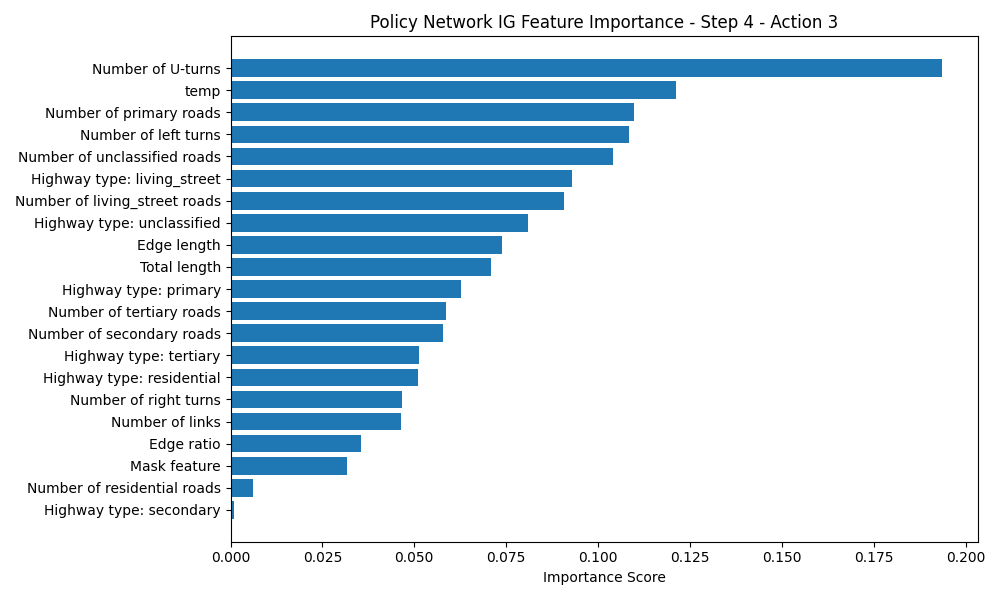 Policy Network IG Feature Importance - Step 4 - Action 3
Number of U-turns
temp
Number of primary roads
Number of left turns
Number of unclassified roads
Highway type: living_street
Number of living_street roads
Highway type: unclassified
Edge length
Total length
Highway type: primary
Number of tertiary roads
Number of secondary roads
Highway type: tertiary
Highway type: residential
Number of right turns
Number of links
Edge ratio
Mask feature
Number of residential roads
Highway type: secondary
0.000 0.025 0.050 0.075 0.100 0.125 0.150 0.175 0.200
Importance Score